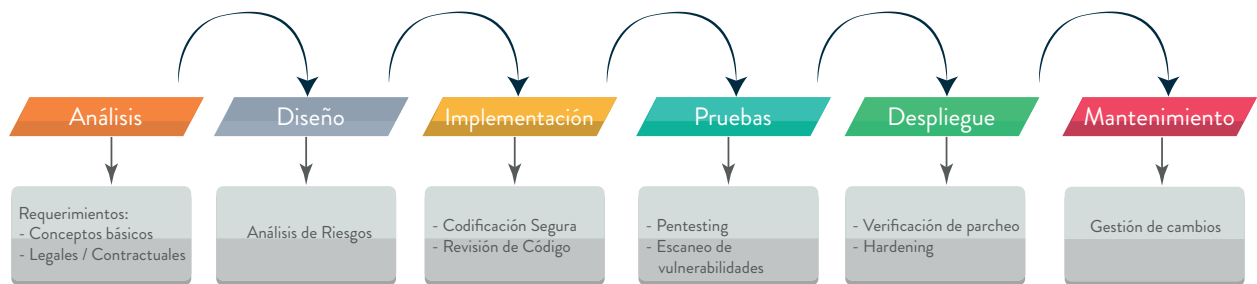 Análisis
Diseño
Implementación
Pruebas
Despliegue
Mantenimiento
Requerimientos:
- Conceptos básicos
- Legales / Contractuales
Análisis de Riesgos
- Codificación Segura
- Revisión de Código
- Pentesting
- Escaneo de
vulnerabilidades
- Verificación de parcheo
- Hardening
Gestión de cambios